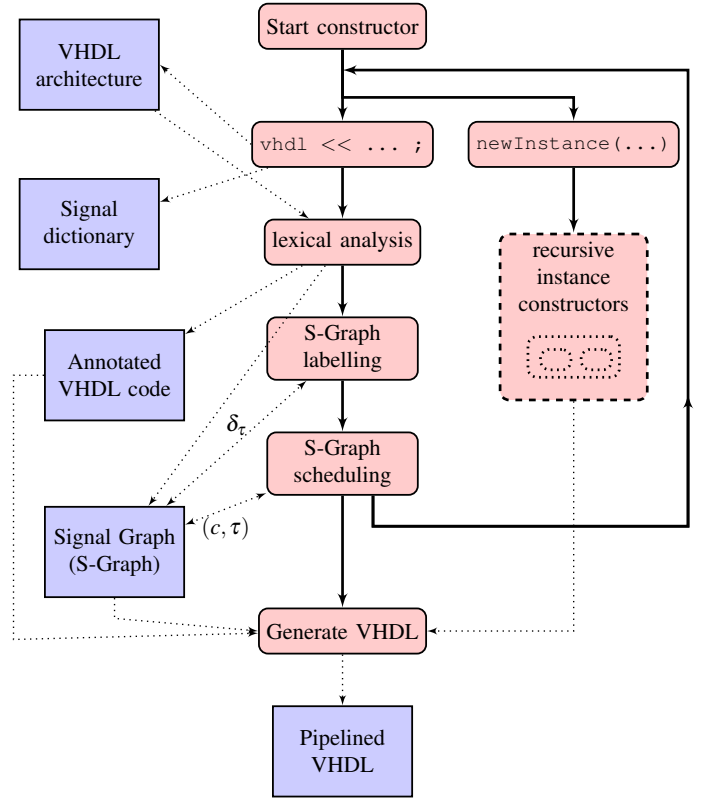 Start constructor
VHDL
architecture
vhdl << ... ;
newInstance(...)
Signal
dictionary
lexical analysis
recursive
instance
constructors
S-Graph
labelling
Annotated
VHDL code
δτ
S-Graph
scheduling
(c, τ)
Signal Graph
(S-Graph)
Generate VHDL
Pipelined
VHDL